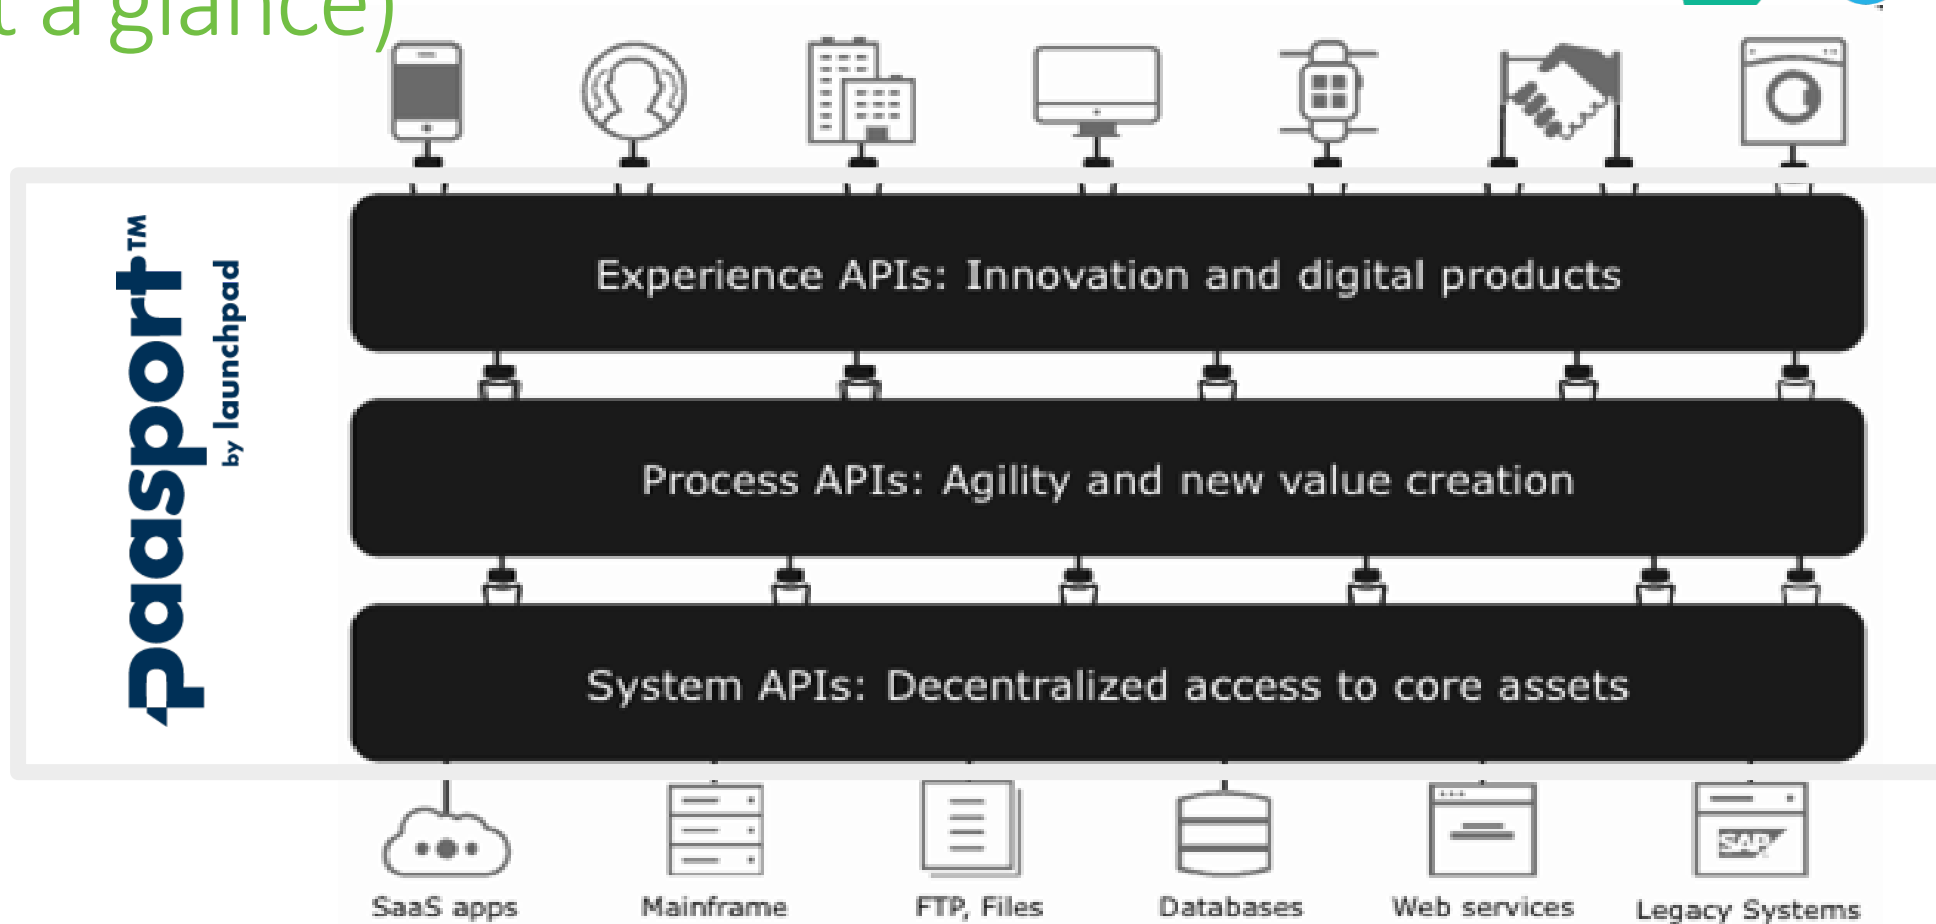 t a glance)
paasport™
by launchpad
Experience APIs: Innovation and digital products
Process APIs: Agility and new value creation
System APIs: Decentralized access to core assets
SAP
SaaS apps
Mainframe
FTP, Files
Databases
Web services
Legacy Systems